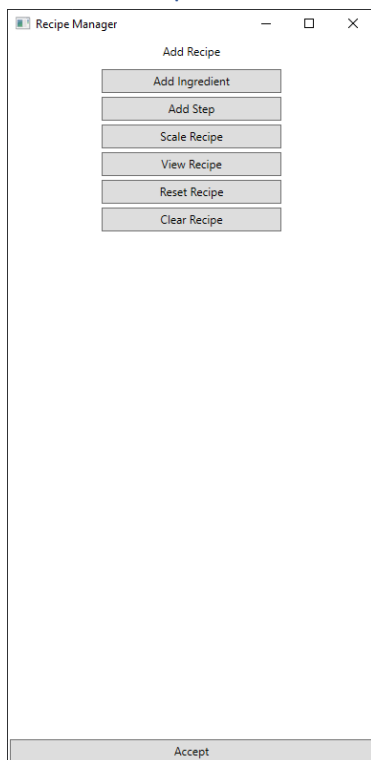 Recipe Manager
Add Recipe
Add Ingredient
Add Step
Scale Recipe
View Recipe
Reset Recipe
Clear Recipe
Accept